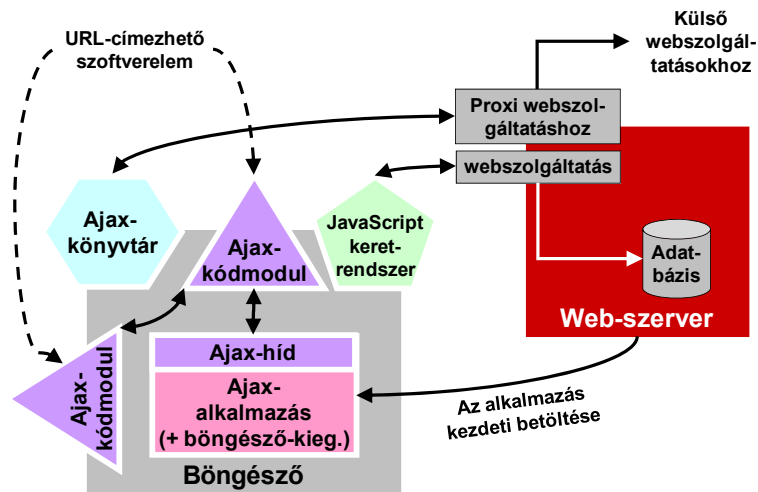 URL-címezhető
szoftverelem
Külső
webszolgál-
tatásokhoz
Proxi webszol-
gáltatáshoz
webszolgáltatás
Ajax-
könyvtár
Ajax-
kódmodul
JavaScript
keret-
rendszer
Adat-
bázis
Web-szerver
Ajax-
kódmodul
Ajax-híd
Ajax-
alkalmazás
(+ böngésző-kieg.)
Az alkalmazás
kezdeti betöltése
Böngésző